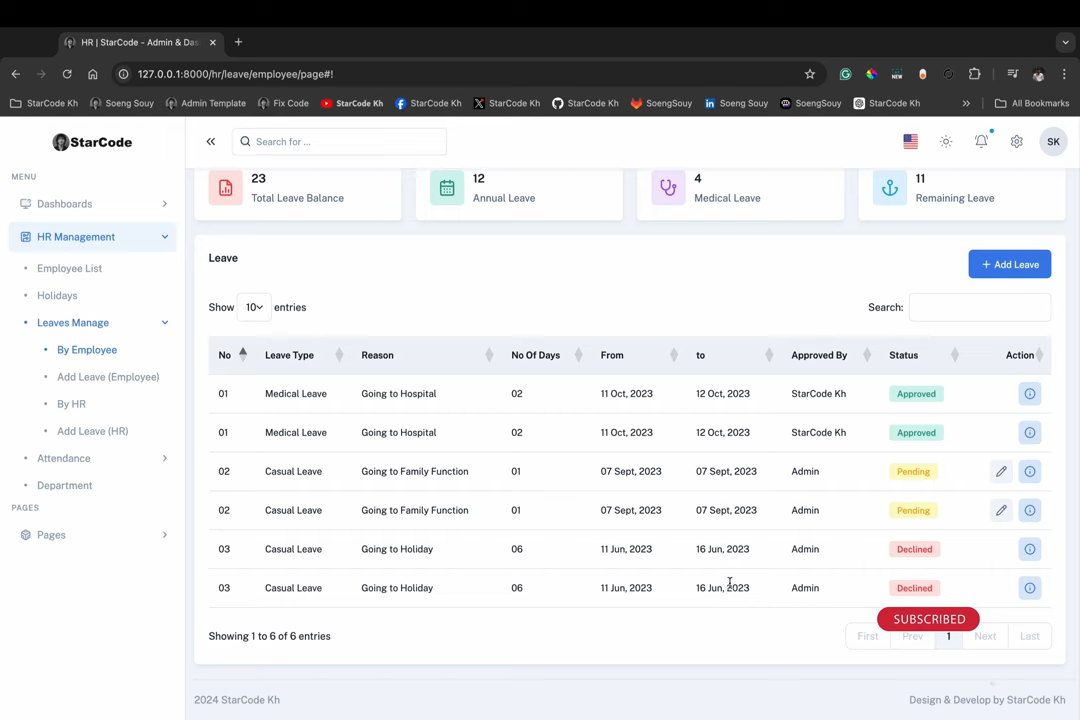 HR | StarCode - Admin & Das
127.0.0.1:8000/hr/leave/employee/page#!
NEW
StarCode Kh Soeng Souy Admin Template Fix Code StarCode Kh StarCode Kh StarCode Kh StarCode Kh SoengSouy Soeng Souy SoengSouy StarCode Kh » All Bookmarks
StarCode
Search for ...
SK
MENU
Dashboards
HR Management
Employee List
Holidays
Leaves Manage
By Employee
Add Leave (Employee)
By HR
Add Leave (HR)
Attendance
Department
PAGES
Pages
23
Total Leave Balance
12
Annual Leave
4
Medical Leave
11
Remaining Leave
Leave
+ Add Leave
Show 10 entries
Search:
No Leave Type Reason No Of Days From to Approved By Status Action
01 Medical Leave Going to Hospital 02 11 Oct, 2023 12 Oct, 2023 StarCode Kh Approved
01 Medical Leave Going to Hospital 02 11 Oct, 2023 12 Oct, 2023 StarCode Kh Approved
02 Casual Leave Going to Family Function 01 07 Sept, 2023 07 Sept, 2023 Admin Pending
02 Casual Leave Going to Family Function 01 07 Sept, 2023 07 Sept, 2023 Admin Pending
03 Casual Leave Going to Holiday 06 11 Jun, 2023 16 Jun, 2023 Admin Declined
03 Casual Leave Going to Holiday 06 11 Jun, 2023 16 Jun, 2023 Admin Declined
SUBSCRIBED
Showing 1 to 6 of 6 entries
First Prev 1 Next Last
2024 StarCode Kh
Design & Develop by StarCode Kh